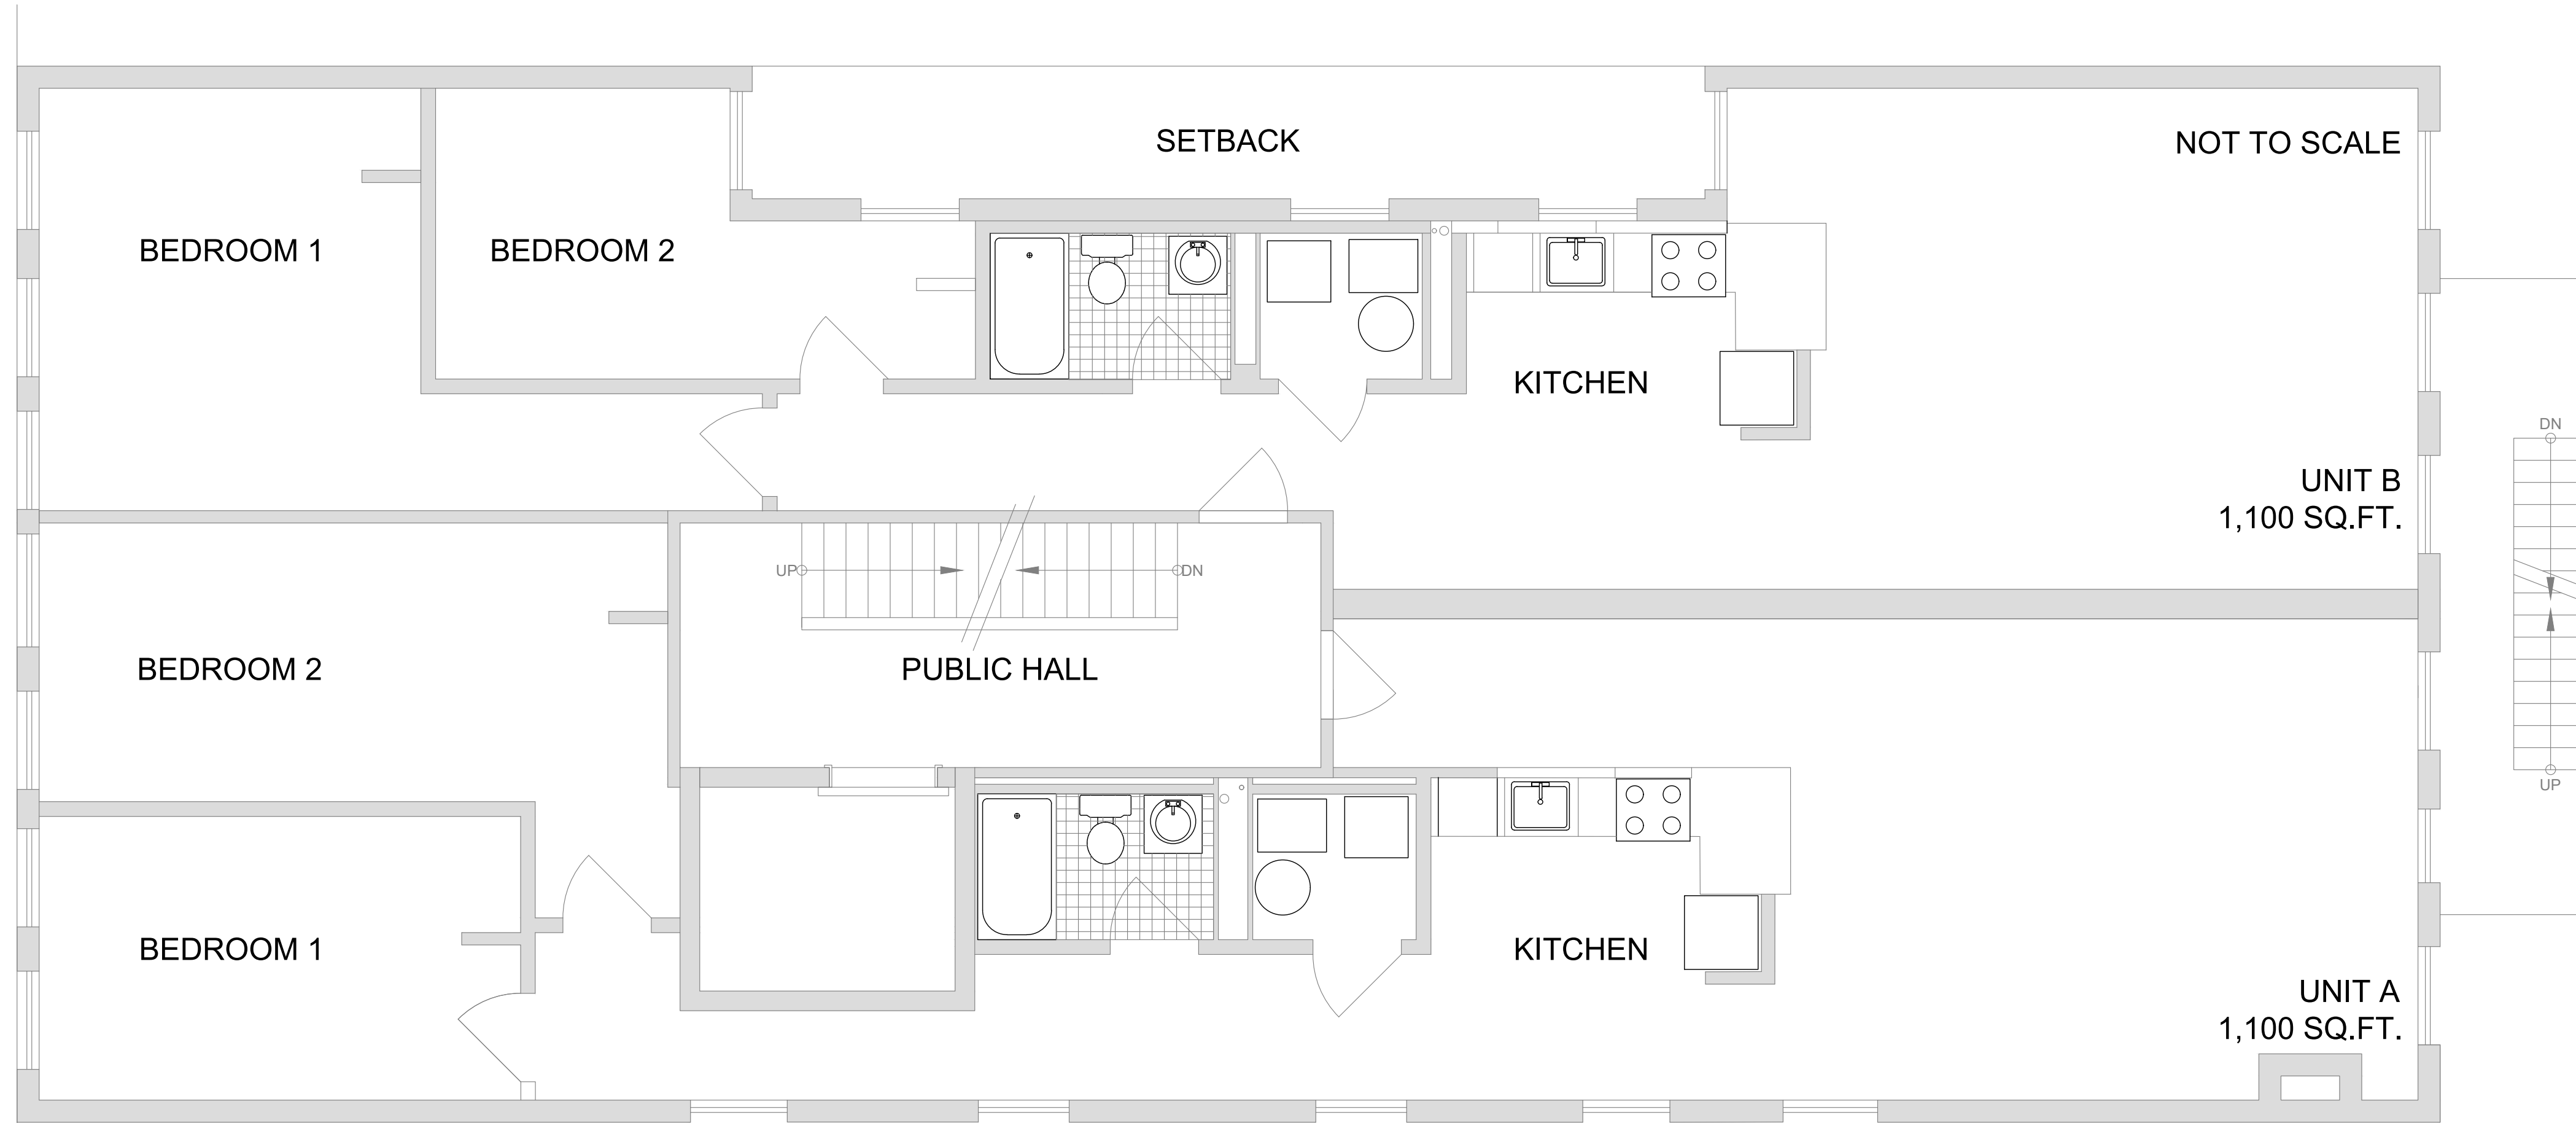 SETBACK
NOT TO SCALE
BEDROOM 1
BEDROOM 2
KITCHEN
DN
UNIT B
1,100 SQ.FT.
UP
DN
BEDROOM 2
PUBLIC HALL
UP
BEDROOM 1
KITCHEN
UNIT A
1,100 SQ.FT.